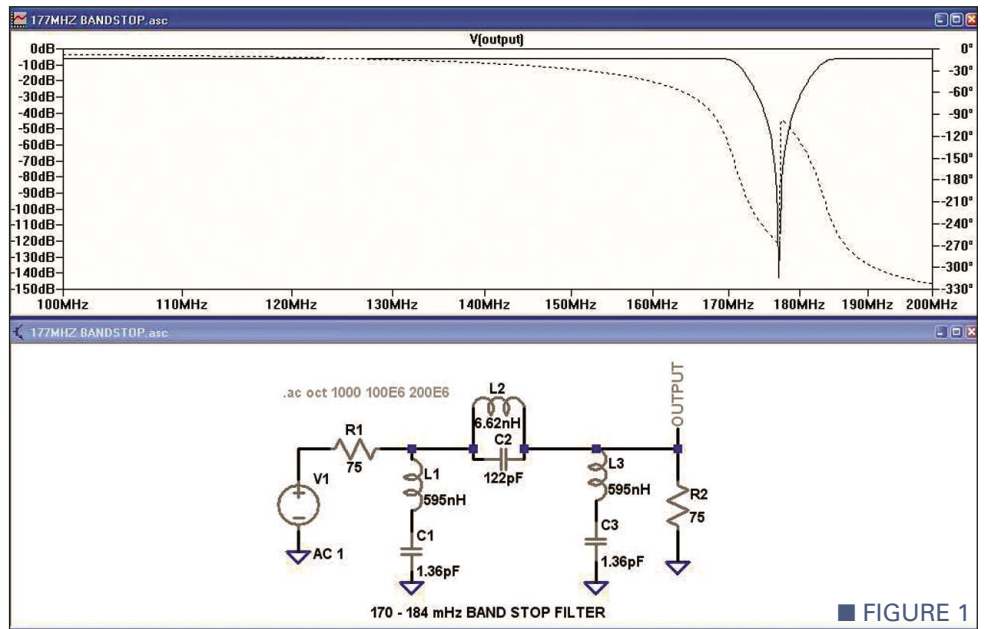 177MHZ BANDSTOP.asc
V(output)
0dB
-10dB
-20dB
-30dB
-40dB
-50dB
-60dB
-70dB
-80dB
-90dB
-100dB
-110dB
-120dB
-130dB
-140dB
-150dB
0°
-30°
-60°
-90°
-120°
-150°
-180°
-210°
-240°
-270°
-300°
-330°
100MHz 110MHz 120MHz 130MHz 140MHz 150MHz 160MHz 170MHz 180MHz 190MHz 200MHz
177MHZ BANDSTOP.asc
.ac oct 1000 100E6 200E6
L2
6.62nH
C2
122pF
OUTPUT
R1
75
V1
AC 1
L1
595nH
C1
1.36pF
L3
595nH
C3
1.36pF
R2
75
170 - 184 mHz BAND STOP FILTER
■ FIGURE 1